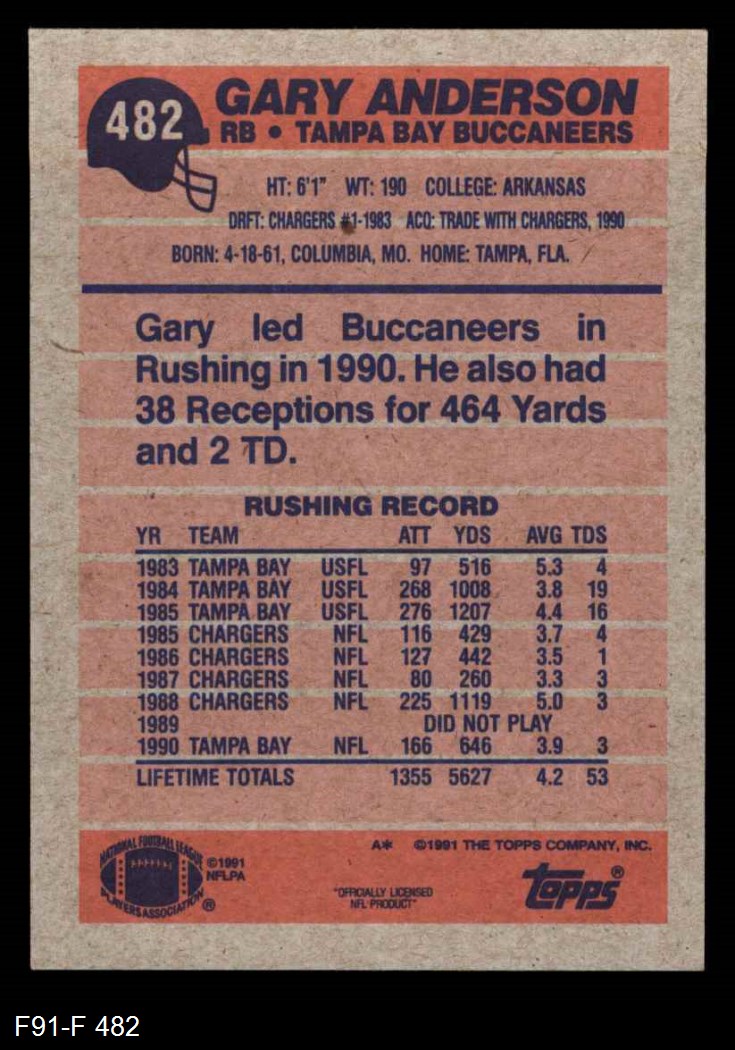 482
GARY ANDERSON
RB • TAMPA BAY BUCCANEERS
HT: 6'1" WT: 190 COLLEGE: ARKANSAS
DRFT: CHARGERS #1-1983 ACQ: TRADE WITH CHARGERS, 1990
BORN: 4-18-61, COLUMBIA, MO. HOME: TAMPA, FLA.
Gary led Buccaneers in
Rushing in 1990. He also had
38 Receptions for 464 Yards
and 2 TD.
RUSHING RECORD
YR TEAM ATT YDS AVG TDS
1983 TAMPA BAY USFL 97 516 5.3 4
1984 TAMPA BAY USFL 268 1008 3.8 19
1985 TAMPA BAY USFL 276 1207 4.4 16
1985 CHARGERS NFL 116 429 3.7 4
1986 CHARGERS NFL 127 442 3.5 1
1987 CHARGERS NFL 80 260 3.3 3
1988 CHARGERS NFL 225 1119 5.0 3
1989 DID NOT PLAY
1990 TAMPA BAY NFL 166 646 3.9 3
LIFETIME TOTALS 1355 5627 4.2 53
A* ©1991 THE TOPPS COMPANY, INC.
NATIONAL FOOTBALL LEAGUE
PLAYERS ASSOCIATION ®
©1991
NFLPA
"OFFICIALLY LICENSED
NFL PRODUCT"
topps®
F91-F 482